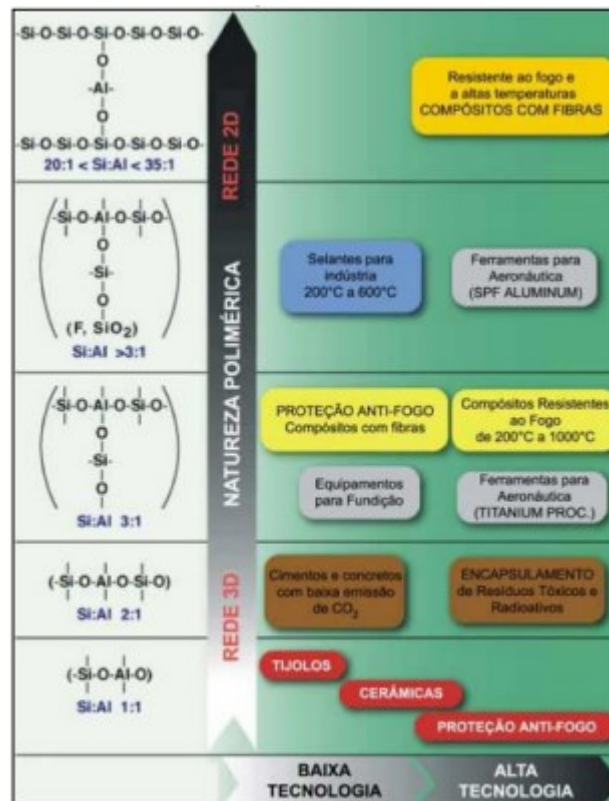 -Si-O-Si-O-Si-O-Si-O-Si-O-
O
-Al-
O
-Si-O-Si-O-Si-O-Si-O-Si-O-
20:1 < Si:Al < 35:1
REDE 2D
Resistente ao fogo e
a altas temperaturas
COMPÓSITOS COM FIBRAS
-Si-O-Al-O-Si-O-
O
-Si-
O
(F, SiO2)
Si:Al >3:1
NATUREZA POLIMÉRICA
Selantes para
indústria
200°C a 600°C
Ferramentas para
Aeronáutica
(SPF ALUMINUM)
-Si-O-Al-O-Si-O-
O
-Si-
O
Si:Al 3:1
PROTEÇÃO ANTI-FOGO
Compósitos com fibras
Compósitos Resistentes
ao Fogo
de 200°C a 1000°C
Equipamentos
para Fundição
Ferramentas para
Aeronáutica
(TITANIUM PROC.)
(-Si-O-Al-O-Si-O)
Si:Al 2:1
REDE 3D
Cimentos e concretos
com baixa emissão
de CO2
ENCAPSULAMENTO
de Resíduos Tóxicos e
Radioativos
(-Si-O-Al-O)
Si:Al 1:1
TIJOLOS
CERÂMICAS
PROTEÇÃO ANTI-FOGO
BAIXA
TECNOLOGIA
ALTA
TECNOLOGIA